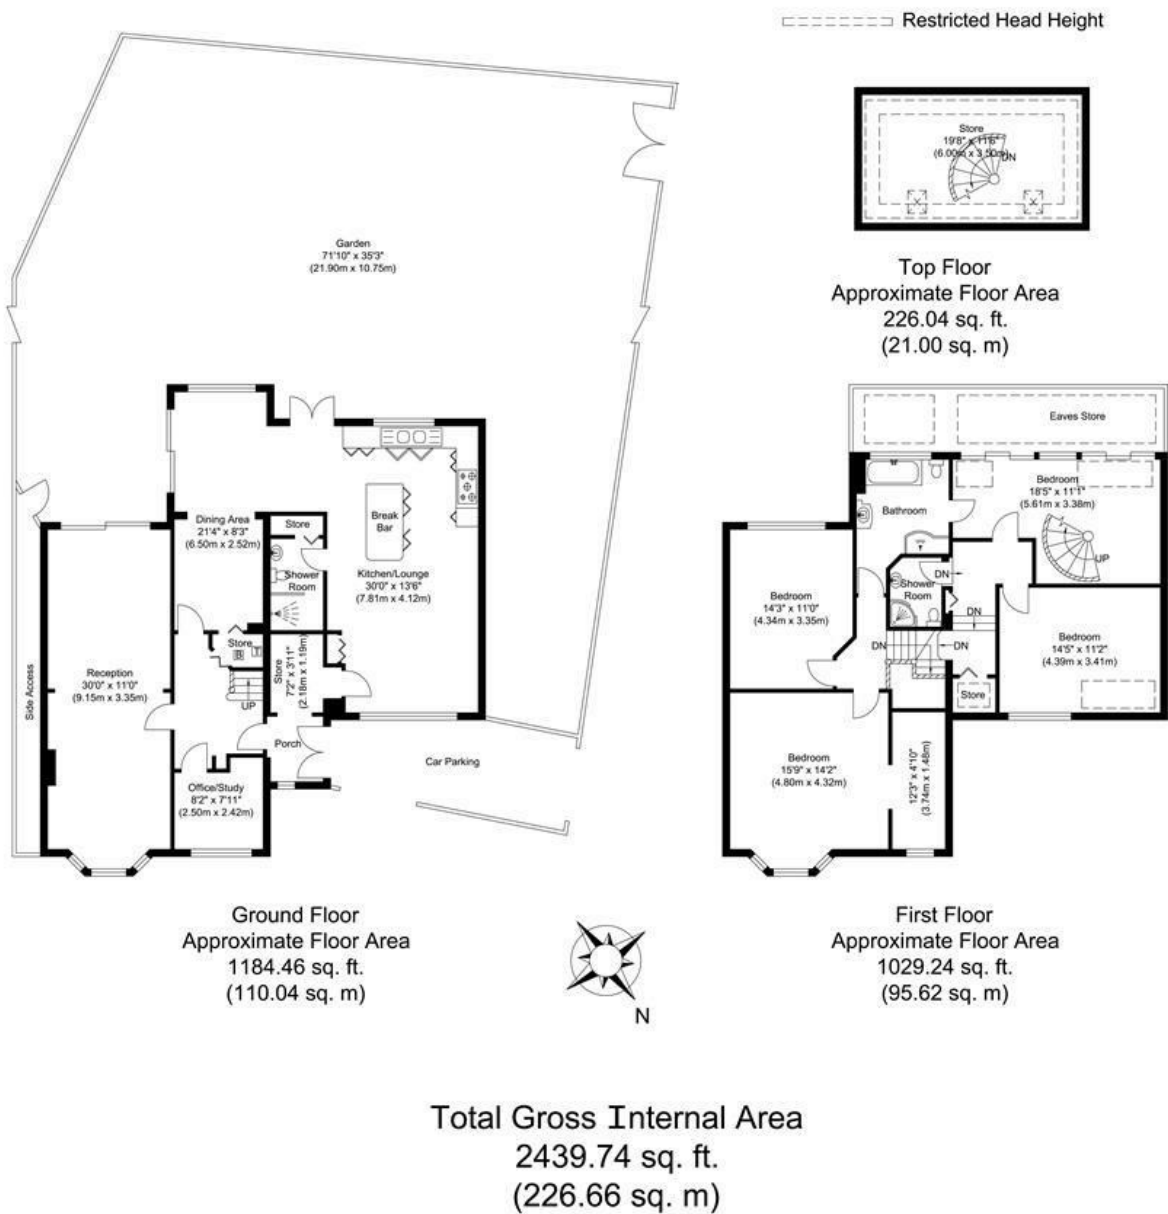 Restricted Head Height
Store
19'8" x 11'6"
(6.00m x 3.50m)
DN
Top Floor
Approximate Floor Area
226.04 sq. ft.
(21.00 sq. m)
Garden
71'10" x 35'3"
(21.90m x 10.75m)
Dining Area
21'4" x 8'3"
(6.50m x 2.52m)
Store
Break
Bar
Shower
Room
Kitchen/Lounge
30'0" x 13'6"
(7.81m x 4.12m)
Store
B
T
Store
7'2" x 3'11"
(2.18m x 1.19m)
UP
Reception
30'0" x 11'0"
(9.15m x 3.35m)
Side Access
Porch
Car Parking
Office/Study
8'2" x 7'11"
(2.50m x 2.42m)
Ground Floor
Approximate Floor Area
1184.46 sq. ft.
(110.04 sq. m)
N
Eaves Store
Bedroom
18'5" x 11'1"
(5.61m x 3.38m)
Bathroom
UP
DN
Shower
Room
DN
Bedroom
14'3" x 11'0"
(4.34m x 3.35m)
DN
Bedroom
14'5" x 11'2"
(4.39m x 3.41m)
Store
Bedroom
15'9" x 14'2"
(4.80m x 4.32m)
12'3" x 4'10"
(3.74m x 1.48m)
First Floor
Approximate Floor Area
1029.24 sq. ft.
(95.62 sq. m)
Total Gross Internal Area
2439.74 sq. ft.
(226.66 sq. m)